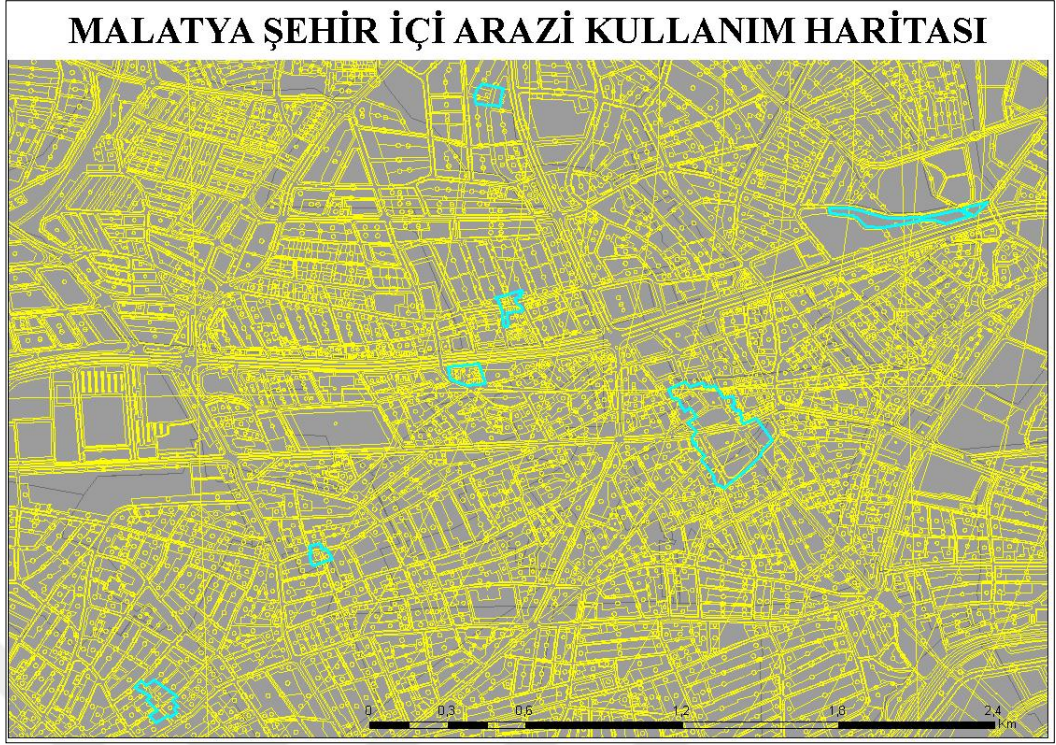 MALATYA ŞEHİR İÇİ ARAZİ KULLANIM HARİTASI
0 0,3 0,6 1,2 1,8 2,4
Km